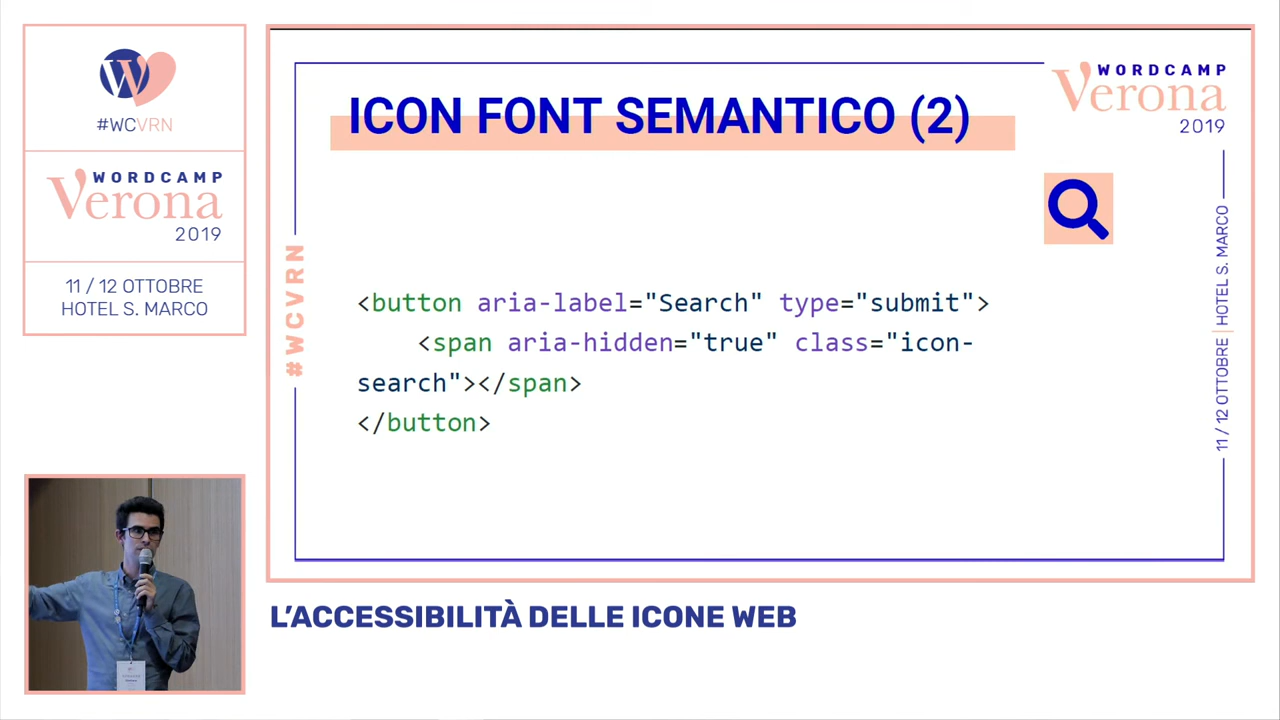 #WCVRN
WORDCAMP
Verona
2019
11 / 12 OTTOBRE
HOTEL S. MARCO
ICON FONT SEMANTICO (2)
WORDCAMP
Verona
2019
#WCVRN
<button aria-label="Search" type="submit">
<span aria-hidden="true" class="icon-
search"></span>
</button>
11 / 12 OTTOBRE | HOTEL S. MARCO
L’ACCESSIBILITÀ DELLE ICONE WEB